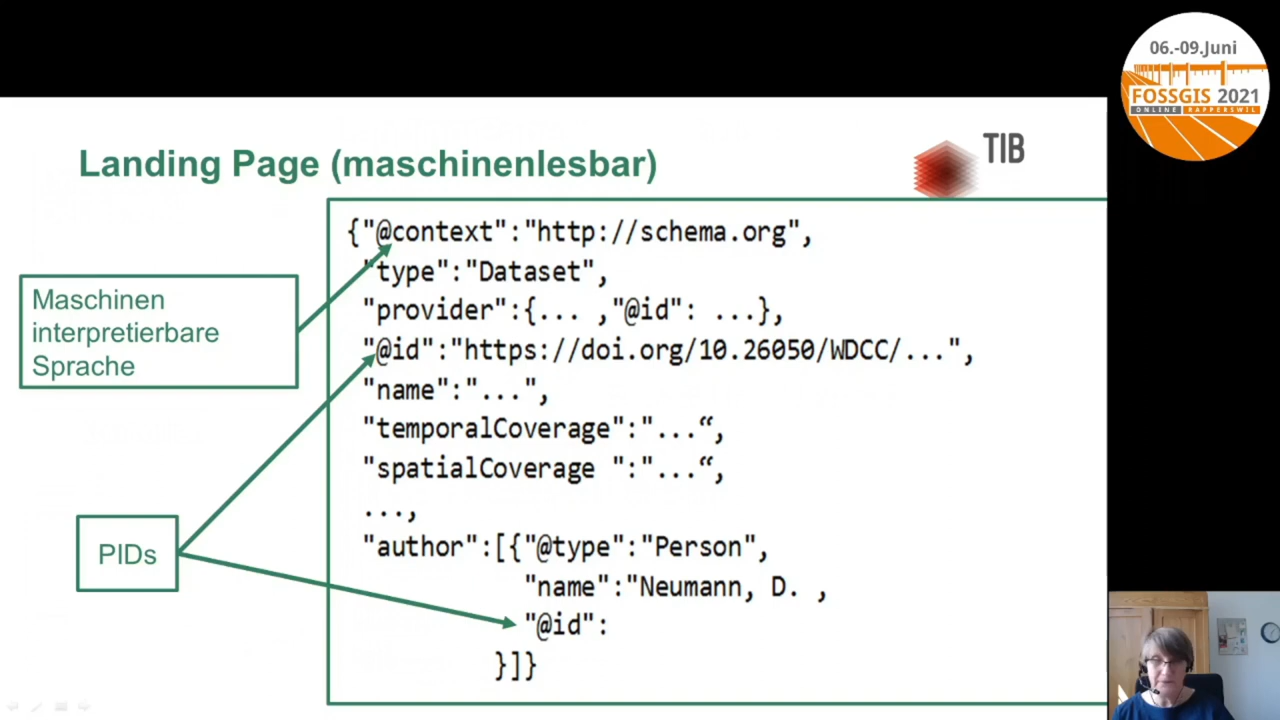 06.-09.Juni
FOSSGIS 2021
ONLINE RAPPERSWIL
Landing Page (maschinenlesbar)
TIB
{"@context":"http://schema.org",
"type":"Dataset",
"provider":{... ,"@id": ...},
"@id":"https://doi.org/10.26050/WDCC/...",
"name":"...",
"temporalCoverage":"...“,
"spatialCoverage ":"...“,
...,
"author":[{"@type":"Person",
"name":"Neumann, D. ,
"@id":
}]}
Maschinen
interpretierbare
Sprache
PIDs